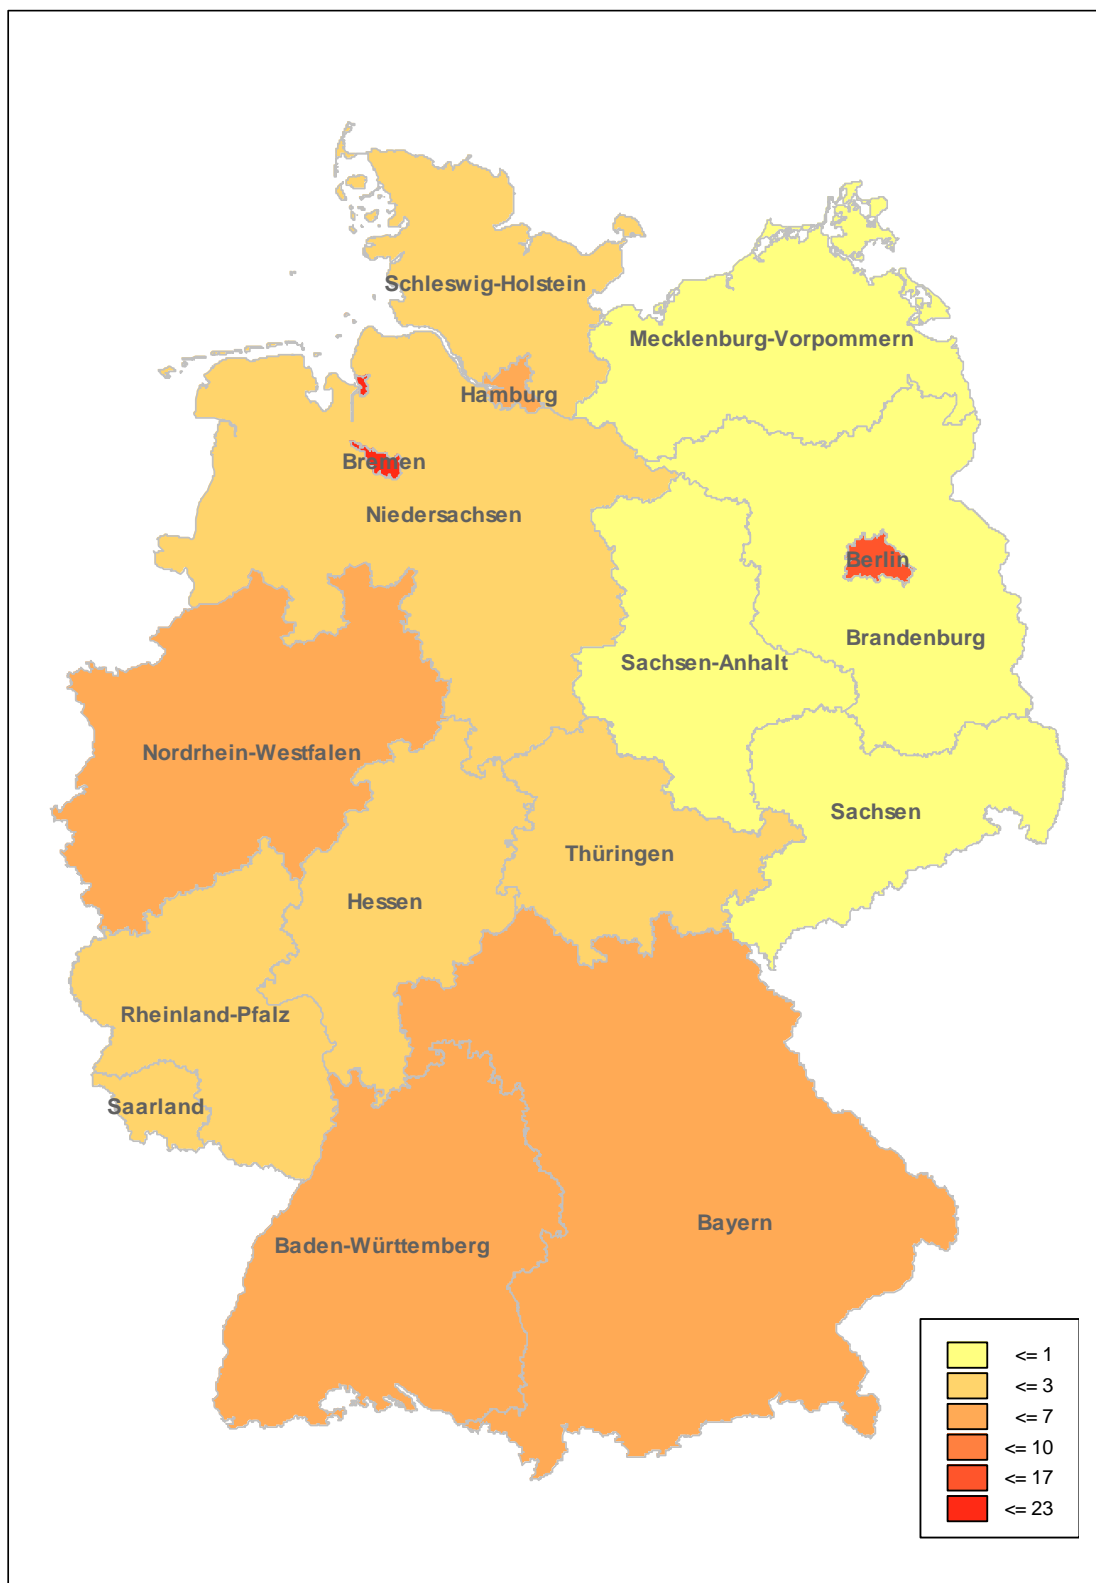 Schleswig-Holstein
Mecklenburg-Vorpommern
Hamburg
Bremen
Niedersachsen
Berlin
Brandenburg
Sachsen-Anhalt
Nordrhein-Westfalen
Sachsen
Thüringen
Hessen
Rheinland-Pfalz
Saarland
Bayern
Baden-Württemberg
<= 1
<= 3
<= 7
<= 10
<= 17
<= 23